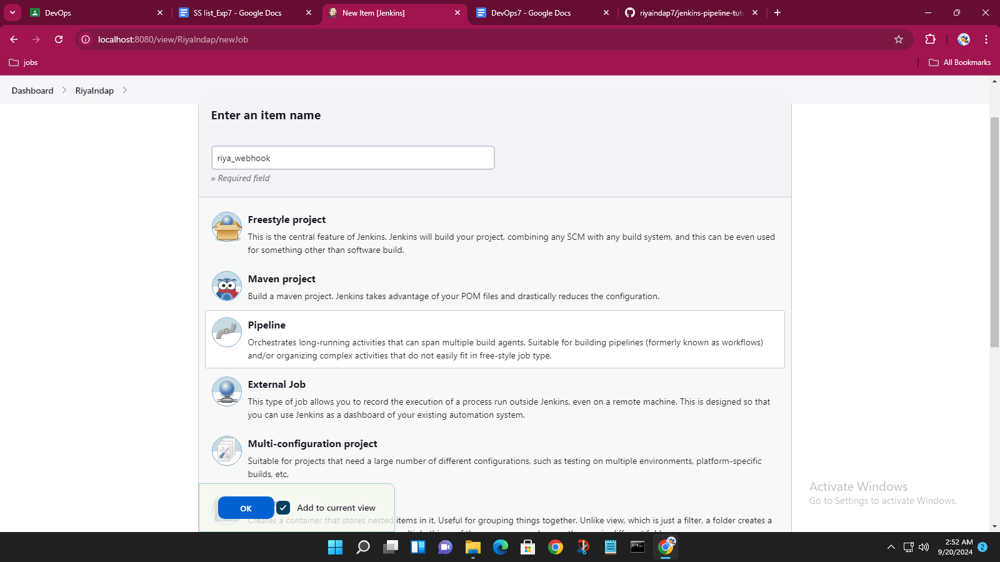 DevOps
SS list_Exp7 - Google Docs
New Item [Jenkins]
DevOps7 - Google Docs
riyaindap7/jenkins-pipeline-tut
localhost:8080/view/RiyaIndap/newJob
jobs
All Bookmarks
Dashboard
RiyaIndap
Enter an item name
riya_webhook
» Required field
Freestyle project
This is the central feature of Jenkins. Jenkins will build your project, combining any SCM with any build system, and this can be even used
for something other than software build.
Maven project
Build a maven project. Jenkins takes advantage of your POM files and drastically reduces the configuration.
Pipeline
Orchestrates long-running activities that can span multiple build agents. Suitable for building pipelines (formerly known as workflows)
and/or organizing complex activities that do not easily fit in free-style job type.
External Job
This type of job allows you to record the execution of a process run outside Jenkins, even on a remote machine. This is designed so that
you can use Jenkins as a dashboard of your existing automation system.
Multi-configuration project
Suitable for projects that need a large number of different configurations, such as testing on multiple environments, platform-specific
builds, etc.
OK
Add to current view
Creates a container that stores nested items in it. Useful for grouping things together. Unlike view, which is just a filter, a folder creates a
Activate Windows
Go to Settings to activate Windows.
2:52 AM
9/20/2024
2